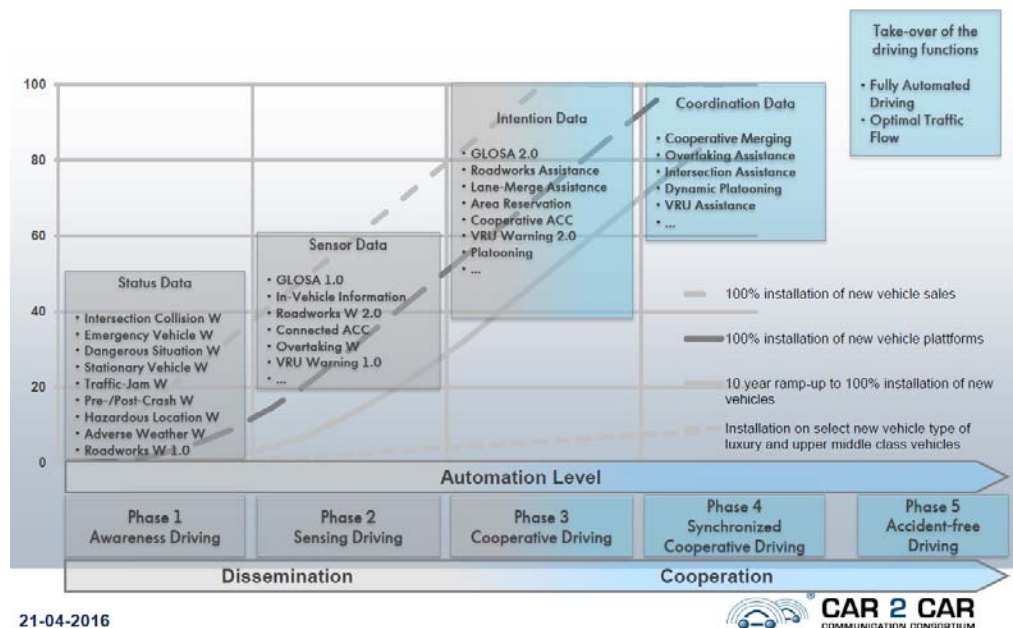 Take-over of the
driving functions
• Fully Automated
Driving
• Optimal Traffic
Flow
100
80
60
40
20
0
Status Data
• Intersection Collision W
• Emergency Vehicle W
• Dangerous Situation W
• Stationary Vehicle W
• Traffic-Jam W
• Pre-/Post-Crash W
• Hazardous Location W
• Adverse Weather W
• Roadworks W 1.0
Sensor Data
• GLOSA 1.0
• In-Vehicle Information
• Roadworks W 2.0
• Connected ACC
• Overtaking W
• VRU Warning 1.0
• ...
Intention Data
• GLOSA 2.0
• Roadworks Assistance
• Lane-Merge Assistance
• Area Reservation
• Cooperative ACC
• VRU Warning 2.0
• Platooning
• ...
Coordination Data
• Cooperative Merging
• Overtaking Assistance
• Intersection Assistance
• Dynamic Platooning
• VRU Assistance
• ...
100% installation of new vehicle sales
100% installation of new vehicle plattforms
10 year ramp-up to 100% installation of new
vehicles
Installation on select new vehicle type of
luxury and upper middle class vehicles
Automation Level
Phase 1
Awareness Driving
Phase 2
Sensing Driving
Phase 3
Cooperative Driving
Phase 4
Synchronized
Cooperative Driving
Phase 5
Accident-free
Driving
Dissemination
Cooperation
21-04-2016
®
CAR 2 CAR
COMMUNICATION CONSORTIUM